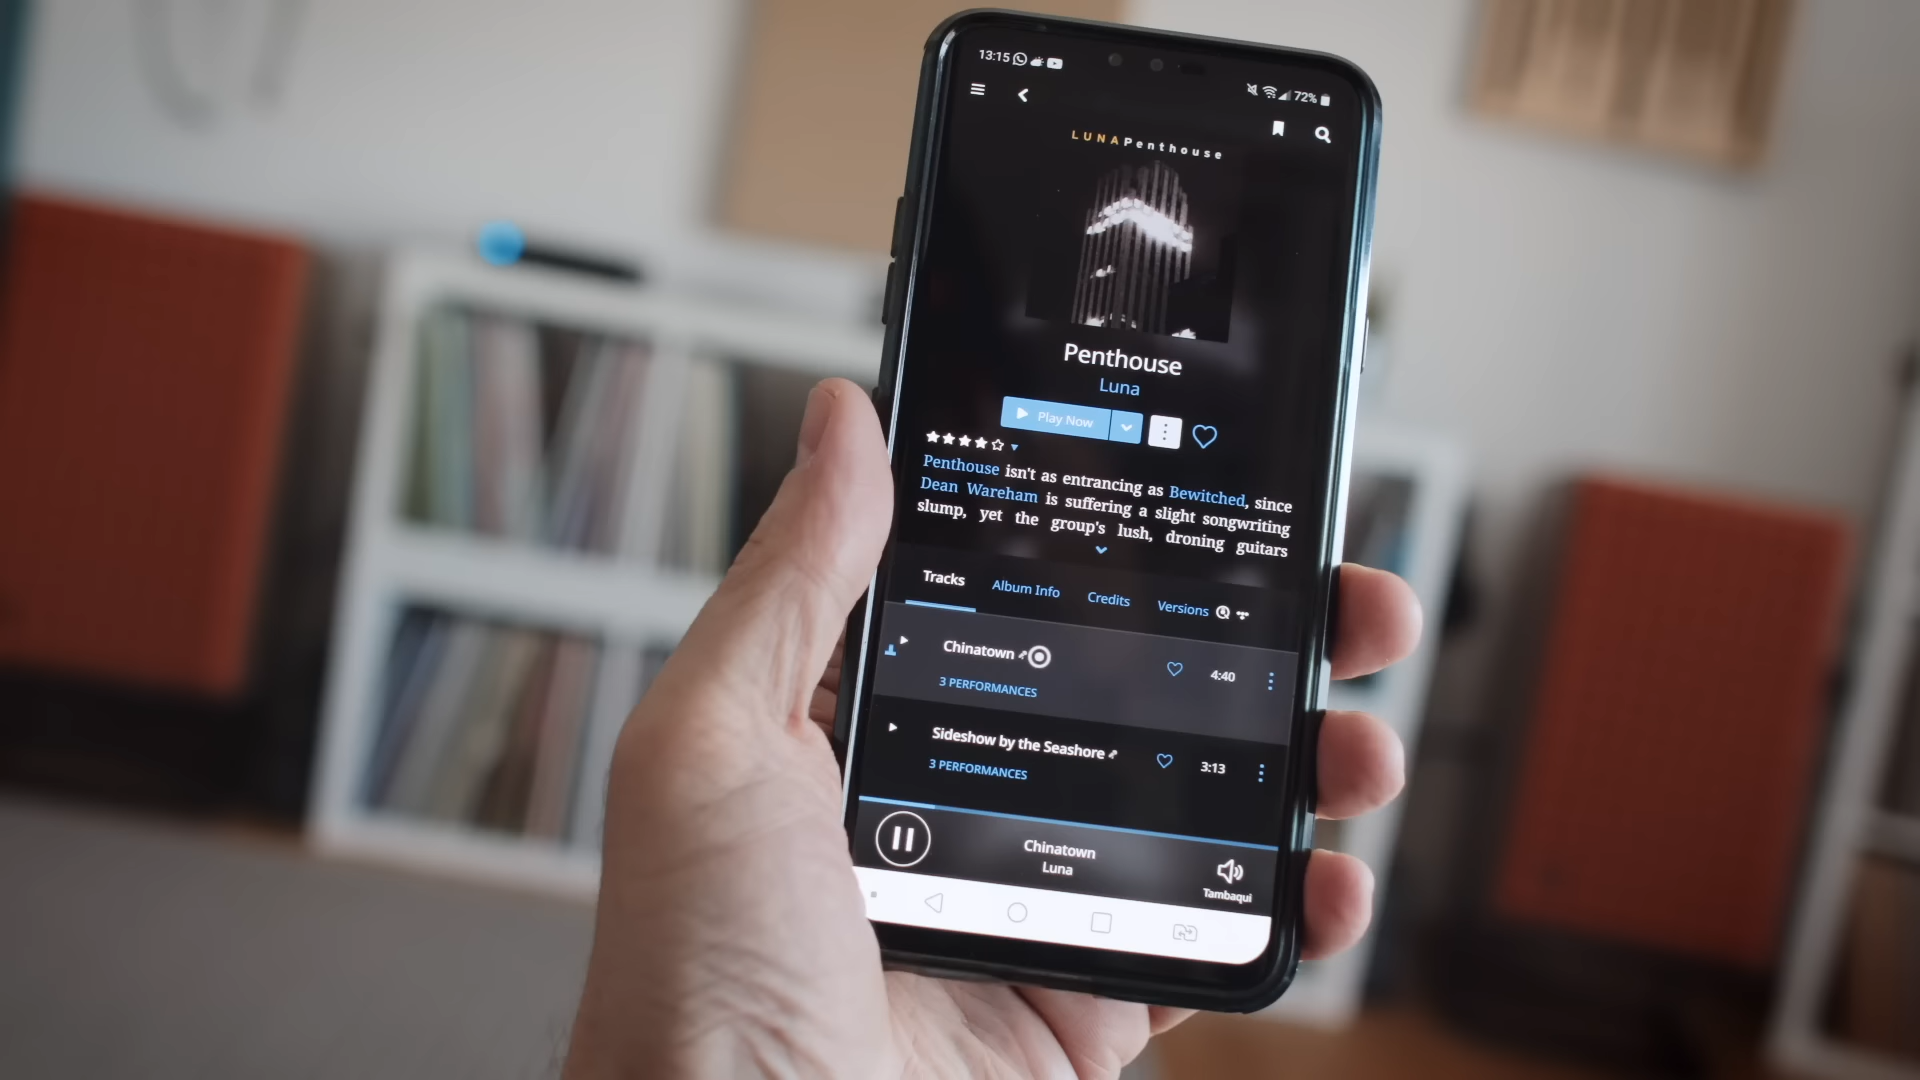 13:15
72%
LUNAPenthouse
Penthouse
Luna
Play Now
Penthouse isn't as entrancing as Bewitched, since
Dean Wareham is suffering a slight songwriting
slump, yet the group's lush, droning guitars
Tracks Album Info Credits Versions
Chinatown 4:40
3 PERFORMANCES
Sideshow by the Seashore 3:13
3 PERFORMANCES
Chinatown
Luna
Tambaqui